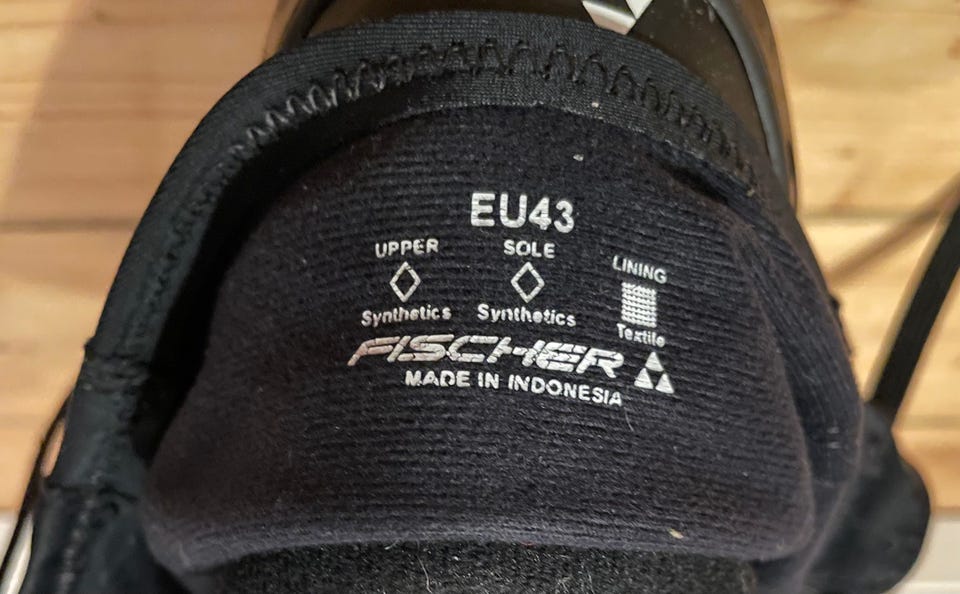 EU43
UPPER SOLE LINING
Synthetics Synthetics Textile
FISCHER
MADE IN INDONESIA